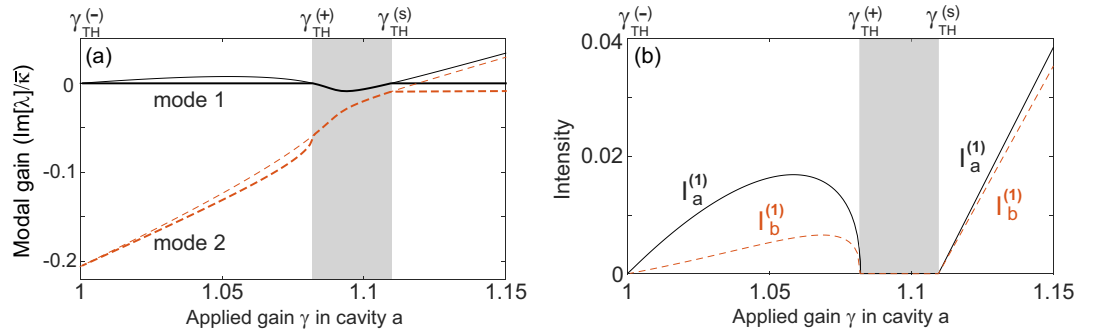 γ_TH^(-) γ_TH^(+) γ_TH^(s)
(a)
Modal gain (Im[λ]/κ̄)
0
-0.1
-0.2
mode 1
mode 2
1 1.05 1.1 1.15
Applied gain γ in cavity a
γ_TH^(-) γ_TH^(+) γ_TH^(s)
(b)
Intensity
0.04
0.02
0
I_a^(1)
I_b^(1)
I_a^(1)
I_b^(1)
1 1.05 1.1 1.15
Applied gain γ in cavity a